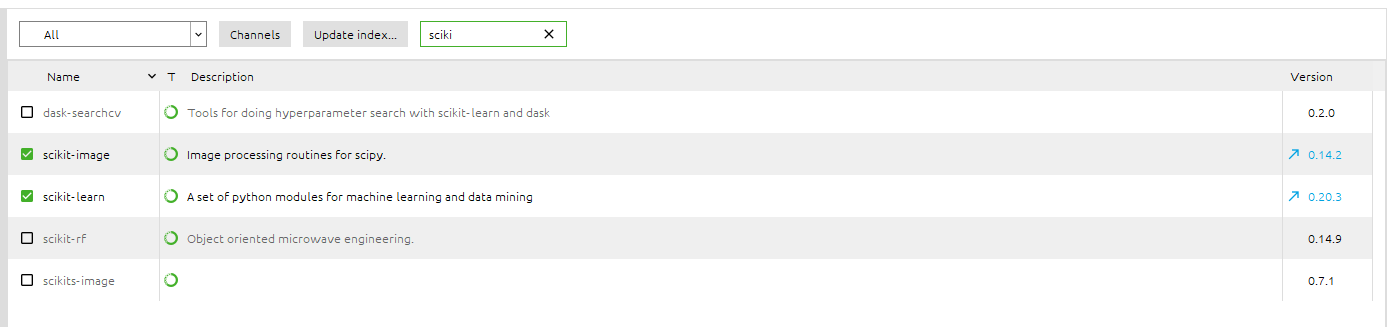 All Channels Update index... sciki
Name T Description Version
dask-searchcv Tools for doing hyperparameter search with scikit-learn and dask 0.2.0
scikit-image Image processing routines for scipy. 0.14.2
scikit-learn A set of python modules for machine learning and data mining 0.20.3
scikit-rf Object oriented microwave engineering. 0.14.9
scikits-image 0.7.1